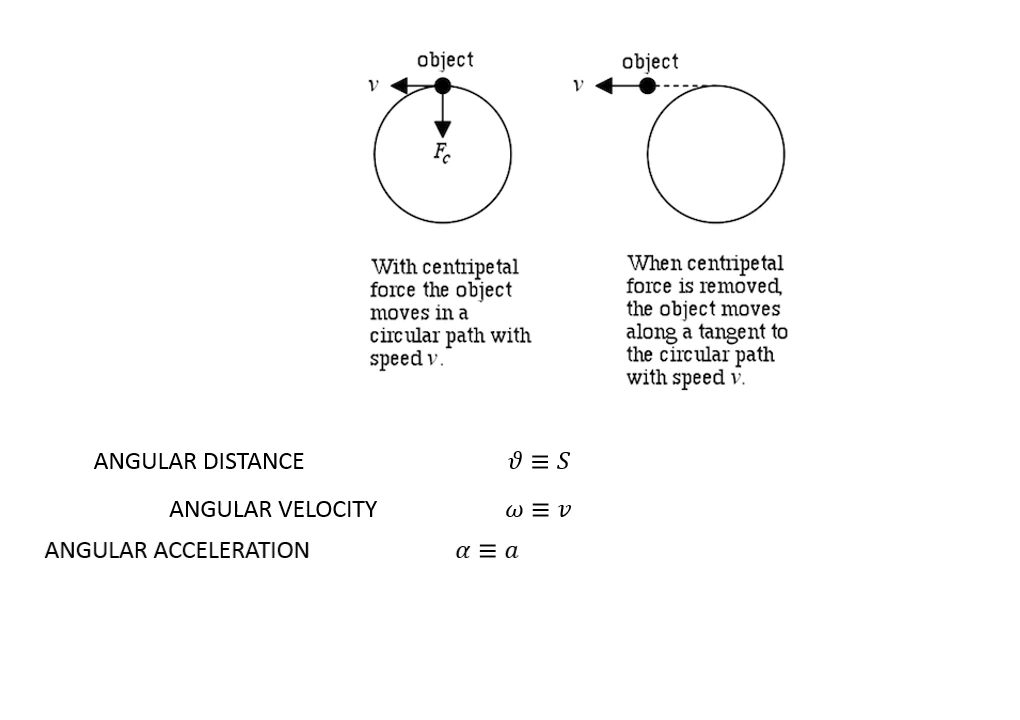 object
v
F_c
With centripetal
force the object
moves in a
circular path with
speed v.
object
v
When centripetal
force is removed,
the object moves
along a tangent to
the circular path
with speed v.
ANGULAR DISTANCE ϑ ≡ S
ANGULAR VELOCITY ω ≡ v
ANGULAR ACCELERATION α ≡ a